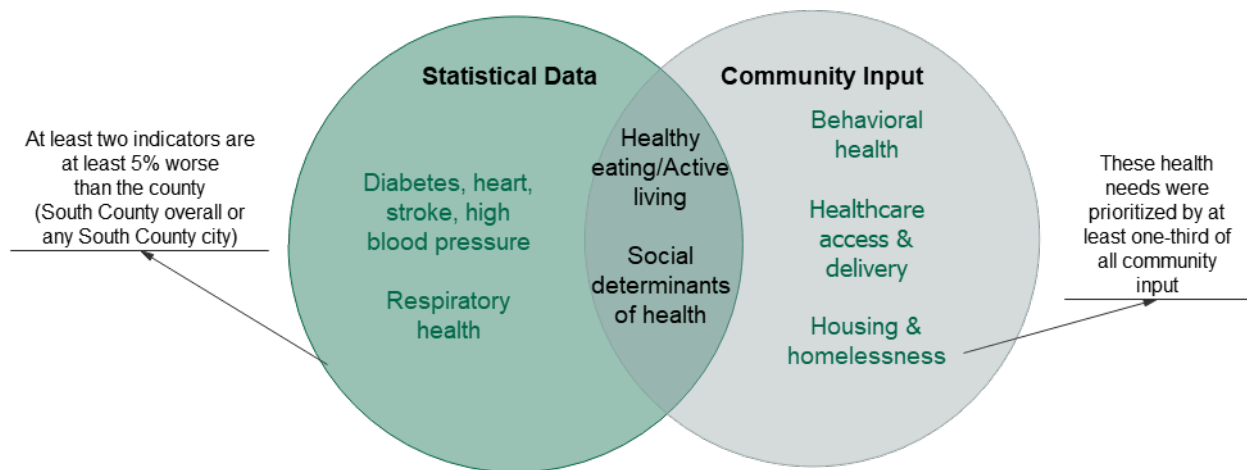 Statistical Data
Community Input
At least two indicators are
at least 5% worse
than the county
(South County overall or
any South County city)
Diabetes, heart,
stroke, high
blood pressure
Respiratory
health
Healthy
eating/Active
living
Social
determinants
of health
Behavioral
health
Healthcare
access &
delivery
Housing &
homelessness
These health
needs were
prioritized by at
least one-third of
all community
input